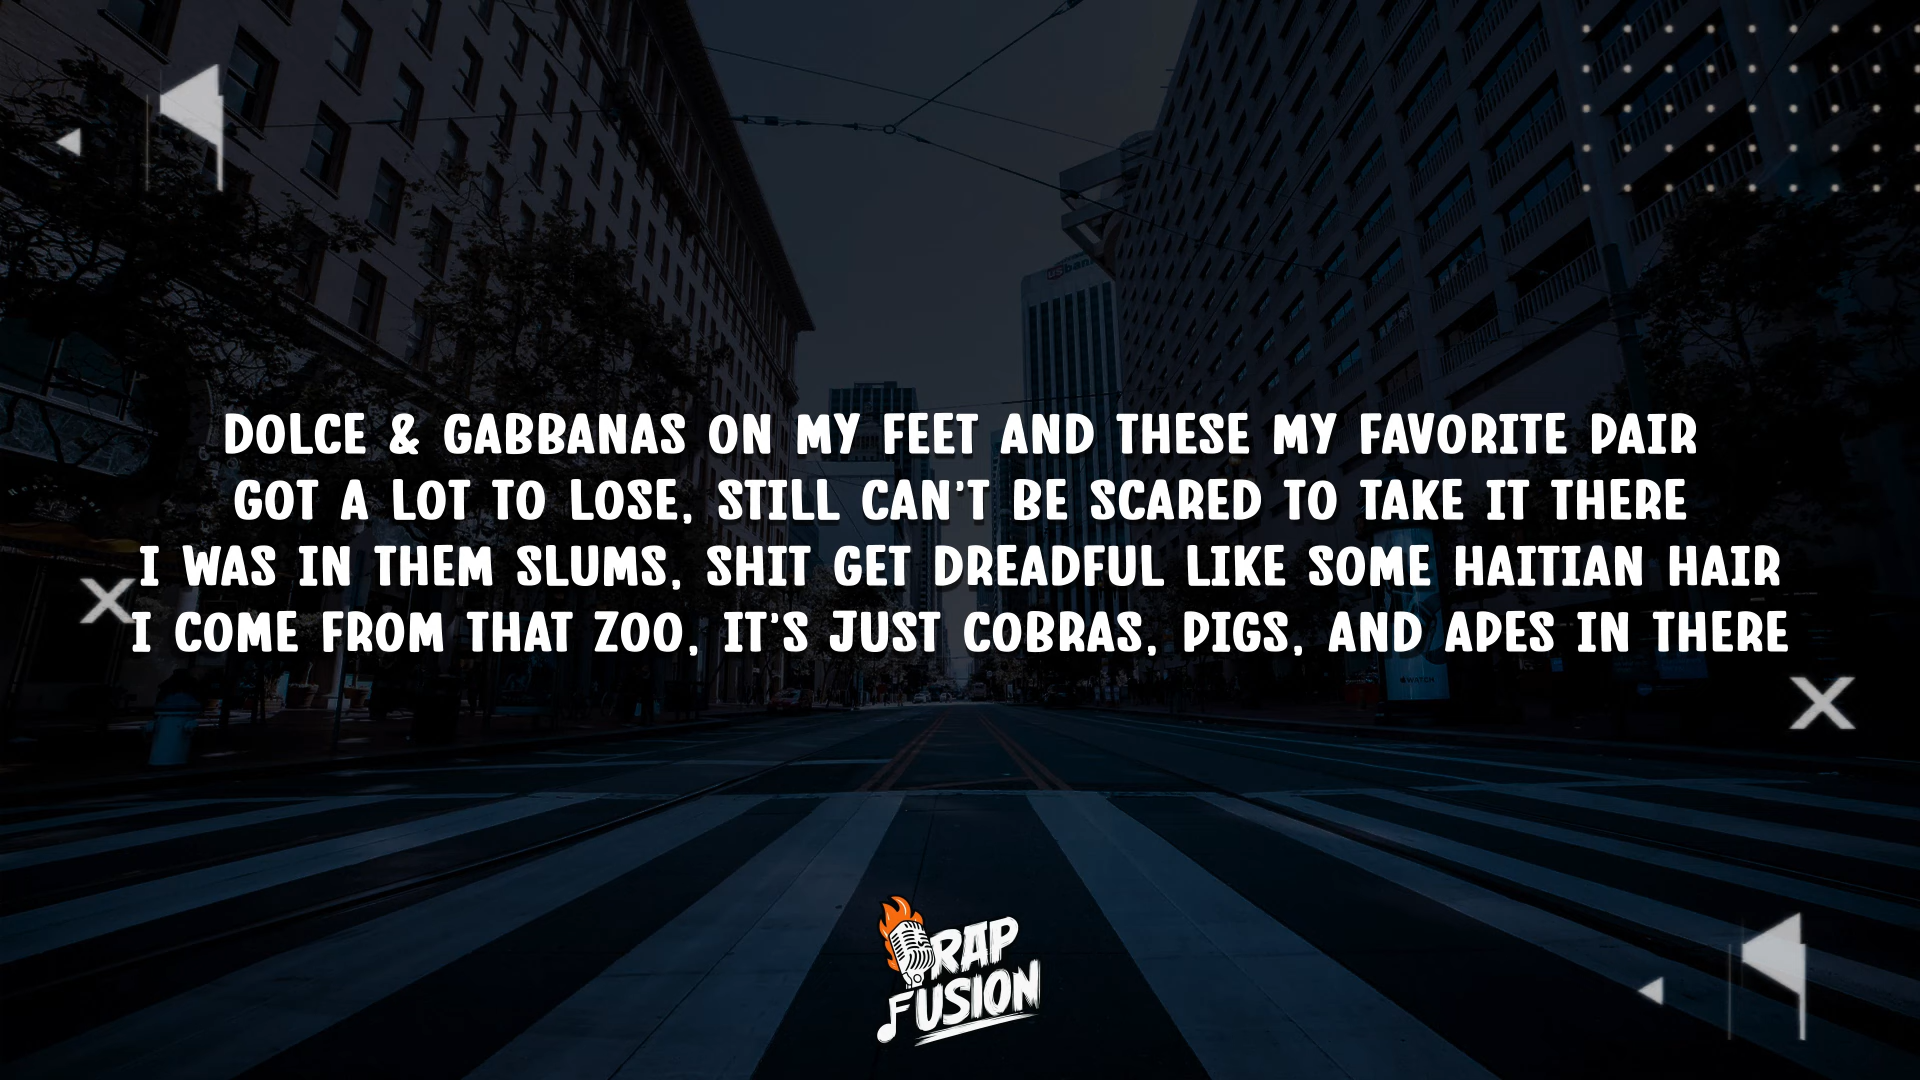 usbank
DOLCE & GABBANAS ON MY FEET AND THESE MY FAVORITE PAIR
GOT A LOT TO LOSE, STILL CAN'T BE SCARED TO TAKE IT THERE
I WAS IN THEM SLUMS, SHIT GET DREADFUL LIKE SOME HAITIAN HAIR
I COME FROM THAT ZOO, IT'S JUST COBRAS, PIGS, AND APES IN THERE
WATCH
RAP
FUSION